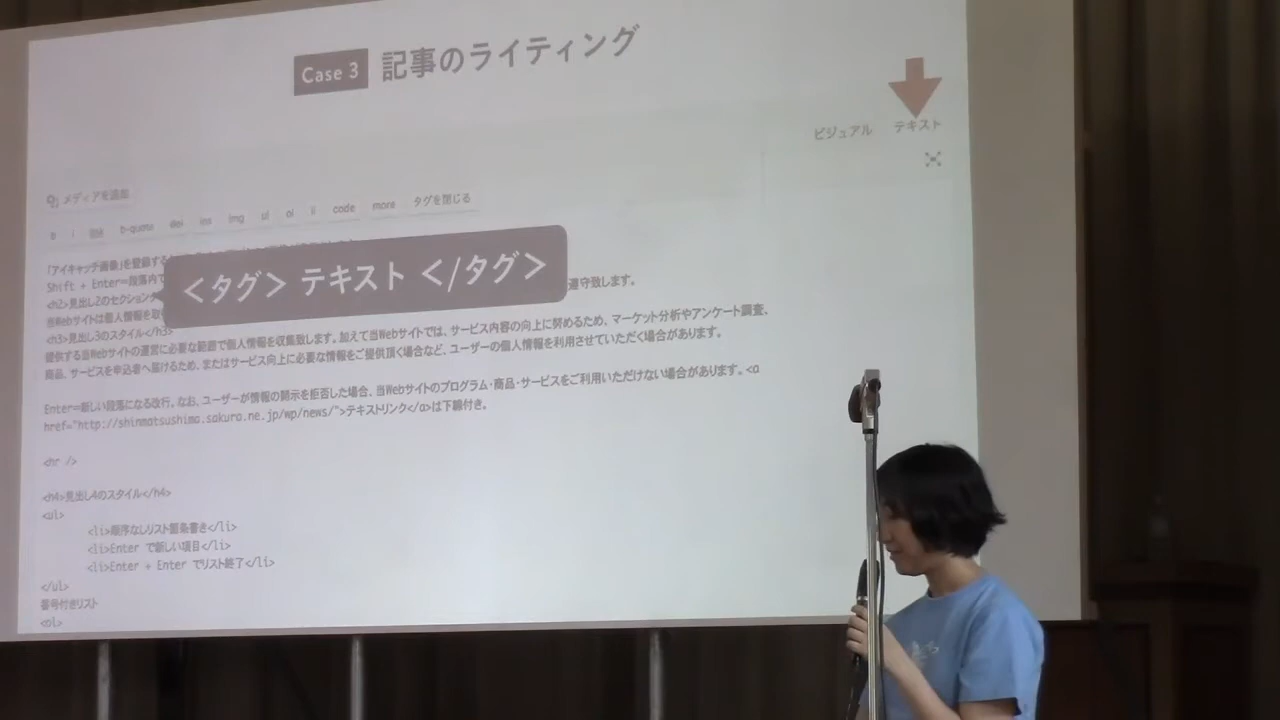 Case 3 記事のライティング
ビジュアル テキスト
メディアを追加
b i link b-quote del ins img ul ol li code more タグを閉じる
「アイキャッチ画像」を登録する
Shift + Enter=段落内で
<タグ> テキスト </タグ>
<h2>見出し2のセクションタ
遵守致します。
当Webサイトは個人情報を取
<h3>見出し3のスタイル</h3>
提供する当Webサイトの運営に必要な範囲で個人情報を収集致します。加えて当Webサイトでは、サービス内容の向上に努めるため、マーケット分析やアンケート調査、
商品、サービスを申込者へ届けるため、またはサービス向上に必要な情報をご提供頂く場合など、ユーザーの個人情報を利用させていただく場合があります。
Enter=新しい段落になる改行。なお、ユーザーが情報の開示を拒否した場合、当Webサイトのプログラム・商品・サービスをご利用いただけない場合があります。<a
href="http://shinmatsushima.sakura.ne.jp/wp/news/">テキストリンク</a>は下線付き。
<hr />
<h4>見出し4のスタイル</h4>
<ul>
<li>順序なしリスト箇条書き</li>
<li>Enter で新しい項目</li>
<li>Enter + Enter でリスト終了</li>
</ul>
番号付きリスト
<ol>